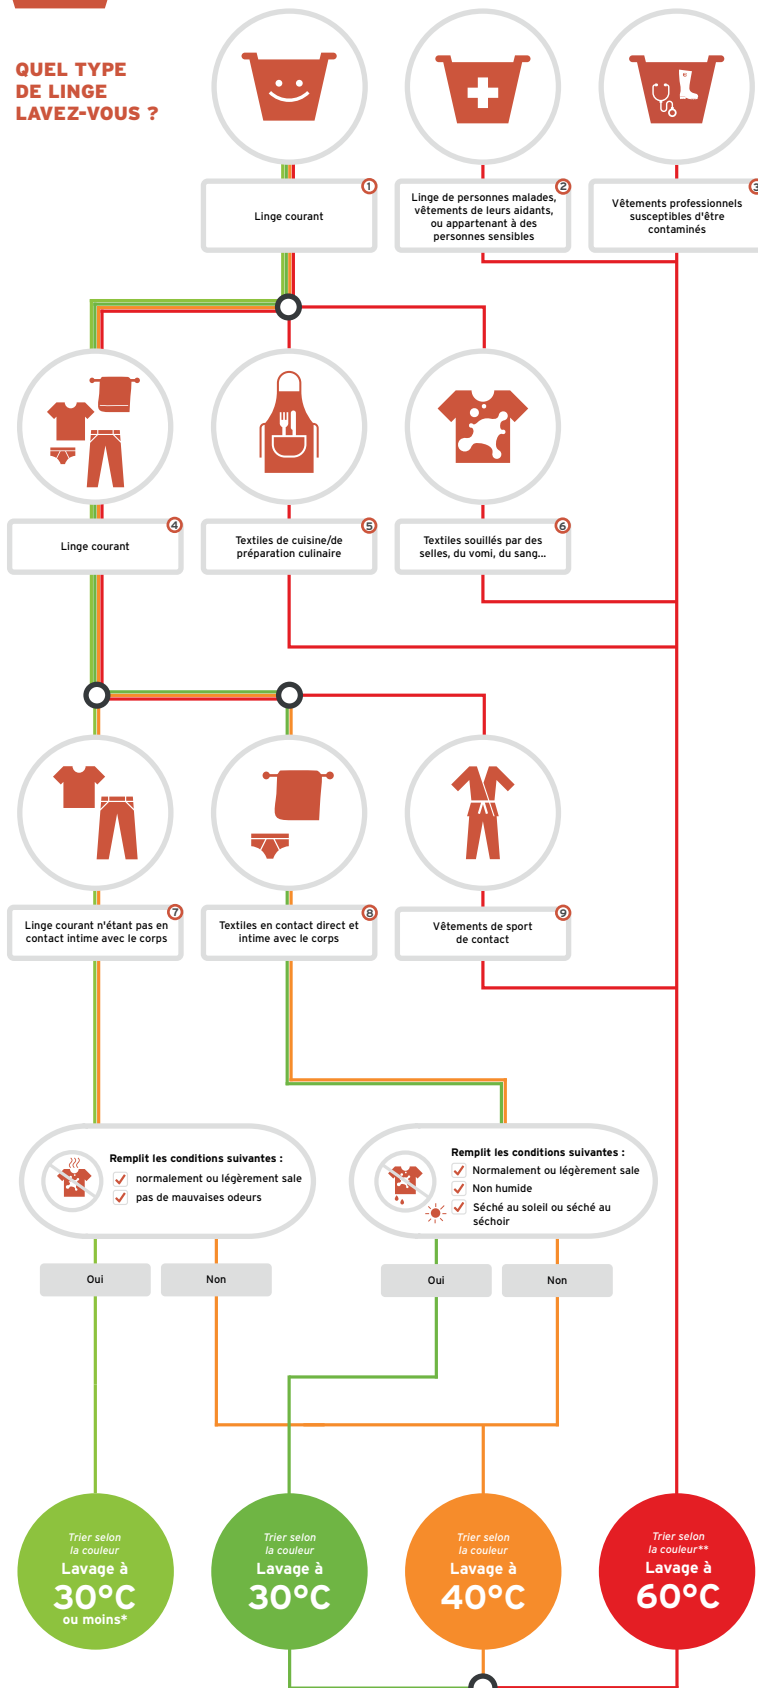 QUEL TYPE
DE LINGE
LAVEZ-VOUS ?
1
Linge courant
2
Linge de personnes malades,
vêtements de leurs aidants,
ou appartenant à des
personnes sensibles
3
Vêtements professionnels
susceptibles d'être
contaminés
4
Linge courant
5
Textiles de cuisine/de
préparation culinaire
6
Textiles souillés par des
selles, du vomi, du sang...
7
Linge courant n'étant pas en
contact intime avec le corps
8
Textiles en contact direct et
intime avec le corps
9
Vêtements de sport
de contact
Remplit les conditions suivantes :
normalement ou légèrement sale
pas de mauvaises odeurs
Remplit les conditions suivantes :
Normalement ou légèrement sale
Non humide
Séché au soleil ou séché au
séchoir
Oui
Non
Oui
Non
Trier selon
la couleur
Lavage à
30°C
ou moins*
Trier selon
la couleur
Lavage à
30°C
Trier selon
la couleur
Lavage à
40°C
Trier selon
la couleur**
Lavage à
60°C